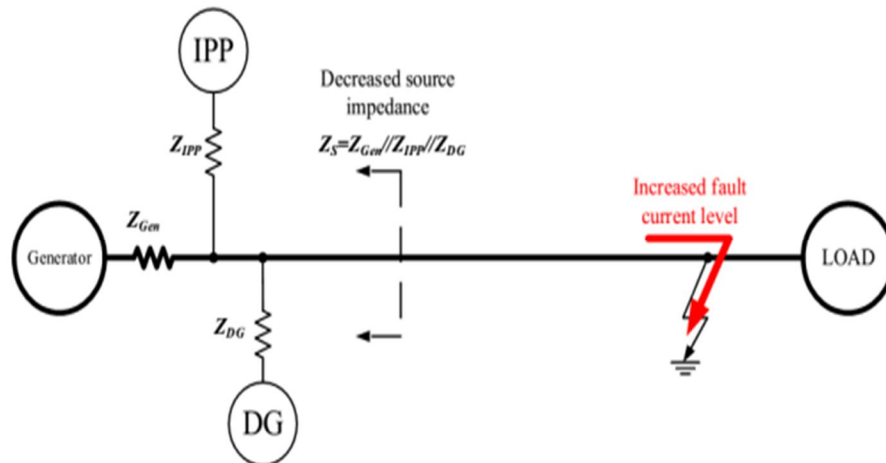 IPP
Decreased source
impedance
Z_IPP
Z_S=Z_Gen//Z_IPP//Z_DG
Increased fault
current level
Z_Gen
Generator
LOAD
Z_DG
DG